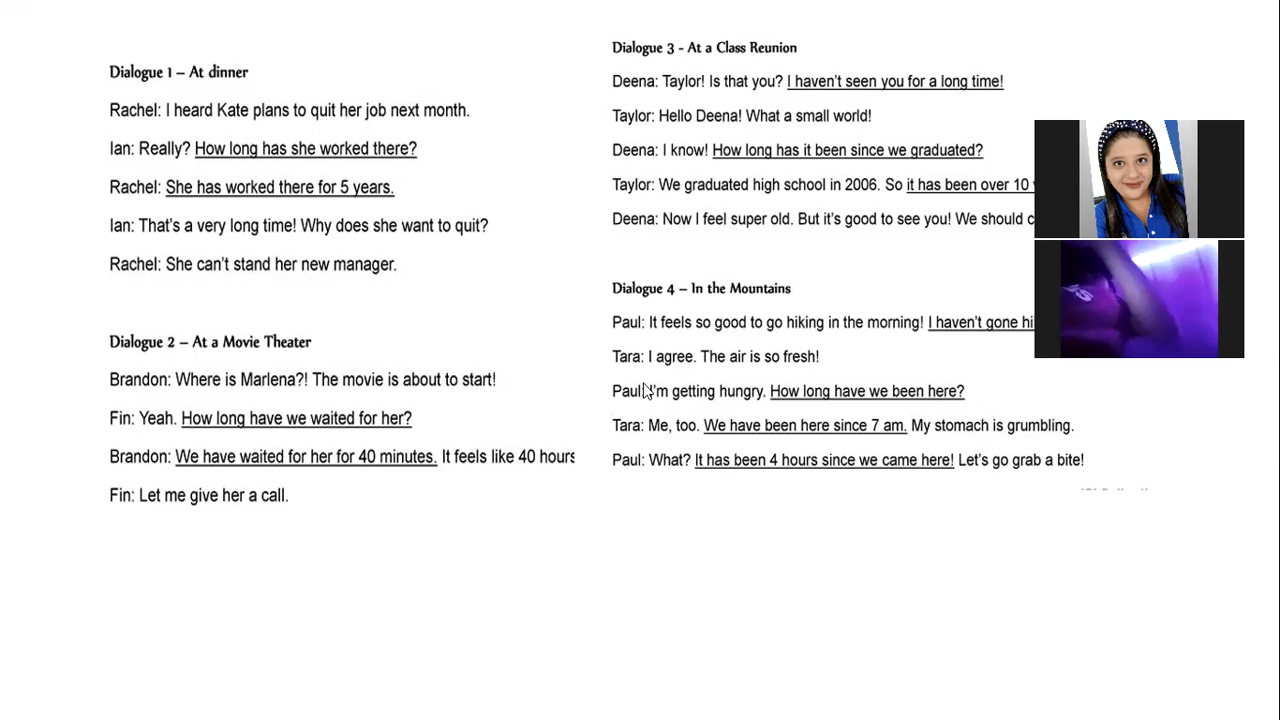 Dialogue 1 – At dinner
Rachel: I heard Kate plans to quit her job next month.
Ian: Really? How long has she worked there?
Rachel: She has worked there for 5 years.
Ian: That's a very long time! Why does she want to quit?
Rachel: She can't stand her new manager.
Dialogue 2 – At a Movie Theater
Brandon: Where is Marlena?! The movie is about to start!
Fin: Yeah. How long have we waited for her?
Brandon: We have waited for her for 40 minutes. It feels like 40 hours
Fin: Let me give her a call.
Dialogue 3 - At a Class Reunion
Deena: Taylor! Is that you? I haven't seen you for a long time!
Taylor: Hello Deena! What a small world!
Deena: I know! How long has it been since we graduated?
Taylor: We graduated high school in 2006. So it has been over 10
Deena: Now I feel super old. But it's good to see you! We should
Dialogue 4 – In the Mountains
Paul: It feels so good to go hiking in the morning! I haven't gone
Tara: I agree. The air is so fresh!
Paul: I'm getting hungry. How long have we been here?
Tara: Me, too. We have been here since 7 am. My stomach is grumbling.
Paul: What? It has been 4 hours since we came here! Let's go grab a bite!